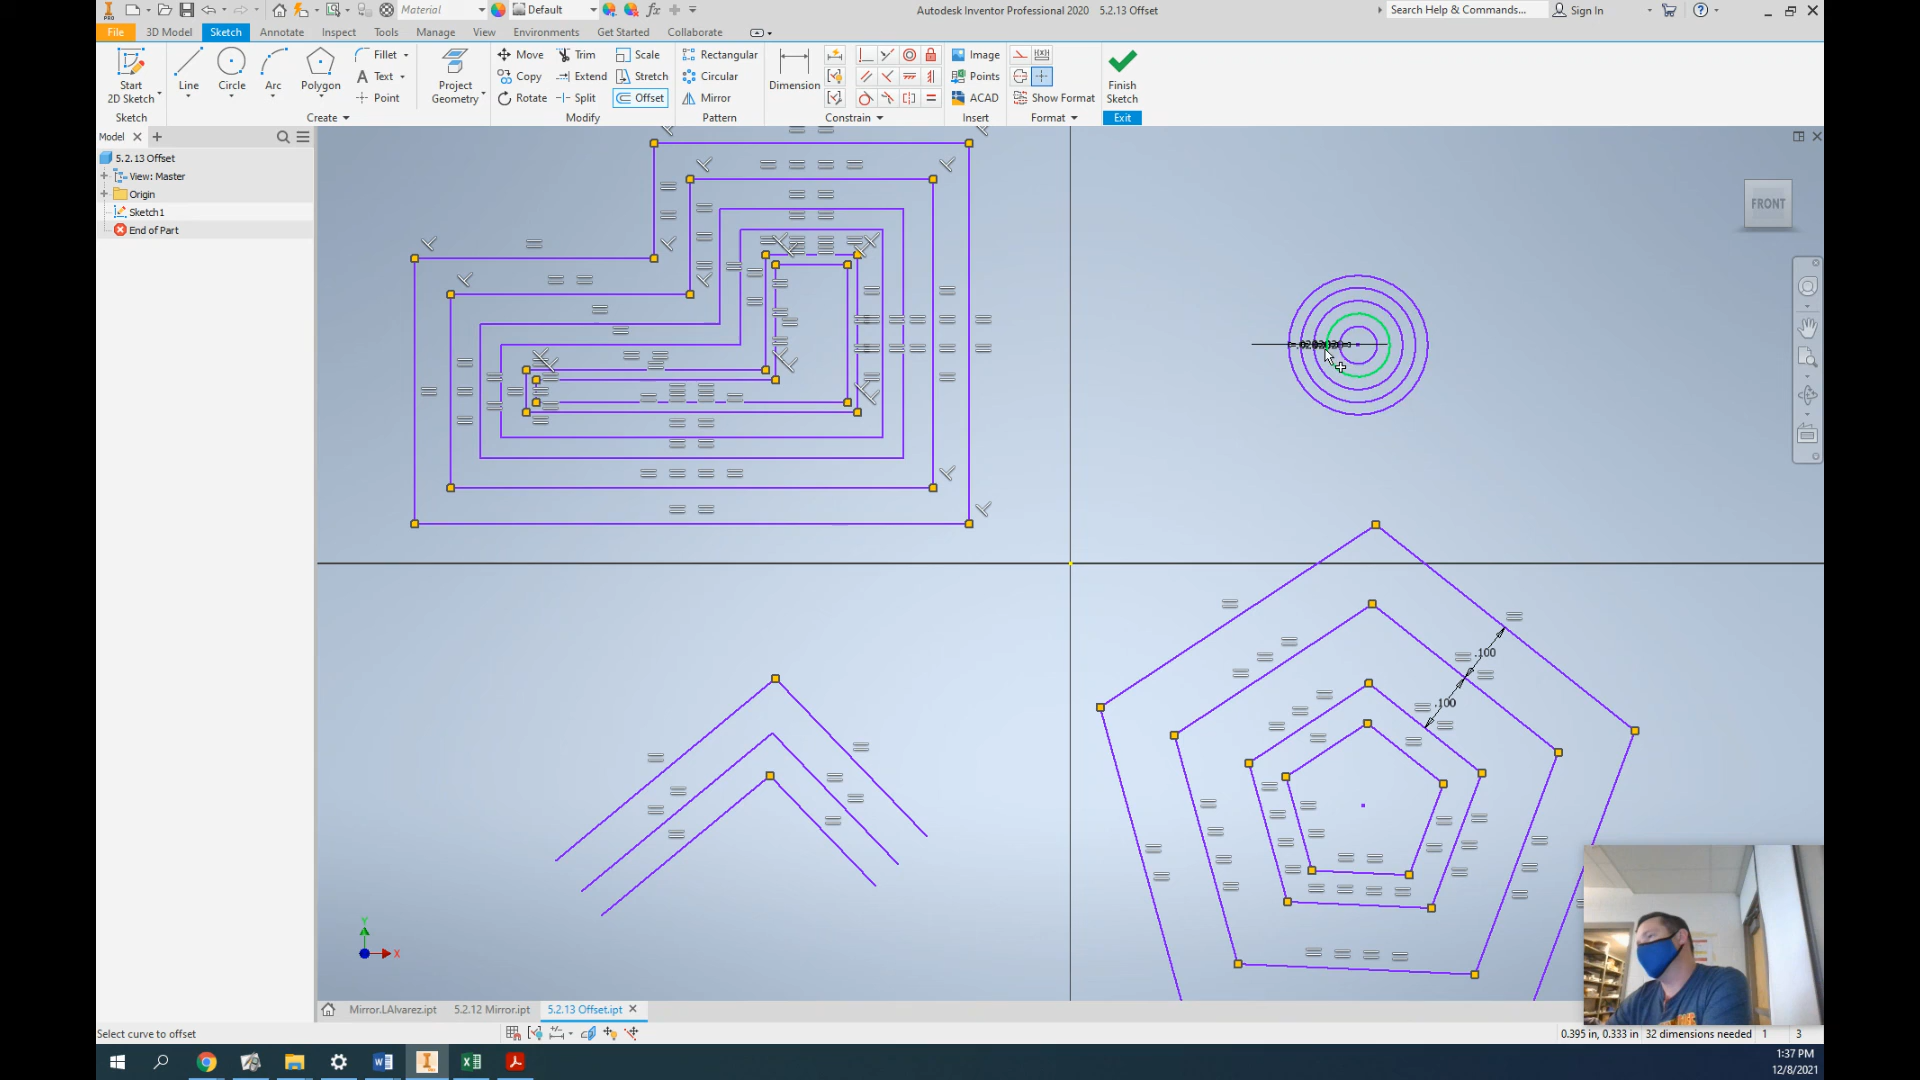 Material
Default
Autodesk Inventor Professional 2020 5.2.13 Offset
Search Help & Commands...
Sign In
File 3D Model Sketch Annotate Inspect Tools Manage View Environments Get Started Collaborate
Start 2D Sketch
Line
Circle
Arc
Polygon
Fillet
Text
Point
Project Geometry
Move
Copy
Rotate
Trim
Extend
Split
Scale
Stretch
Offset
Rectangular
Circular
Mirror
Dimension
Image
Points
ACAD
Show Format
Finish Sketch
Sketch Create Modify Pattern Constrain Insert Format Exit
Model
5.2.13 Offset
View: Master
Origin
Sketch1
End of Part
FRONT
.100
.100
Y
X
Mirror.LAlvarez.ipt 5.2.12 Mirror.ipt 5.2.13 Offset.ipt
Select curve to offset
0.395 in, 0.333 in 32 dimensions needed 1 3
1:37 PM
12/8/2021